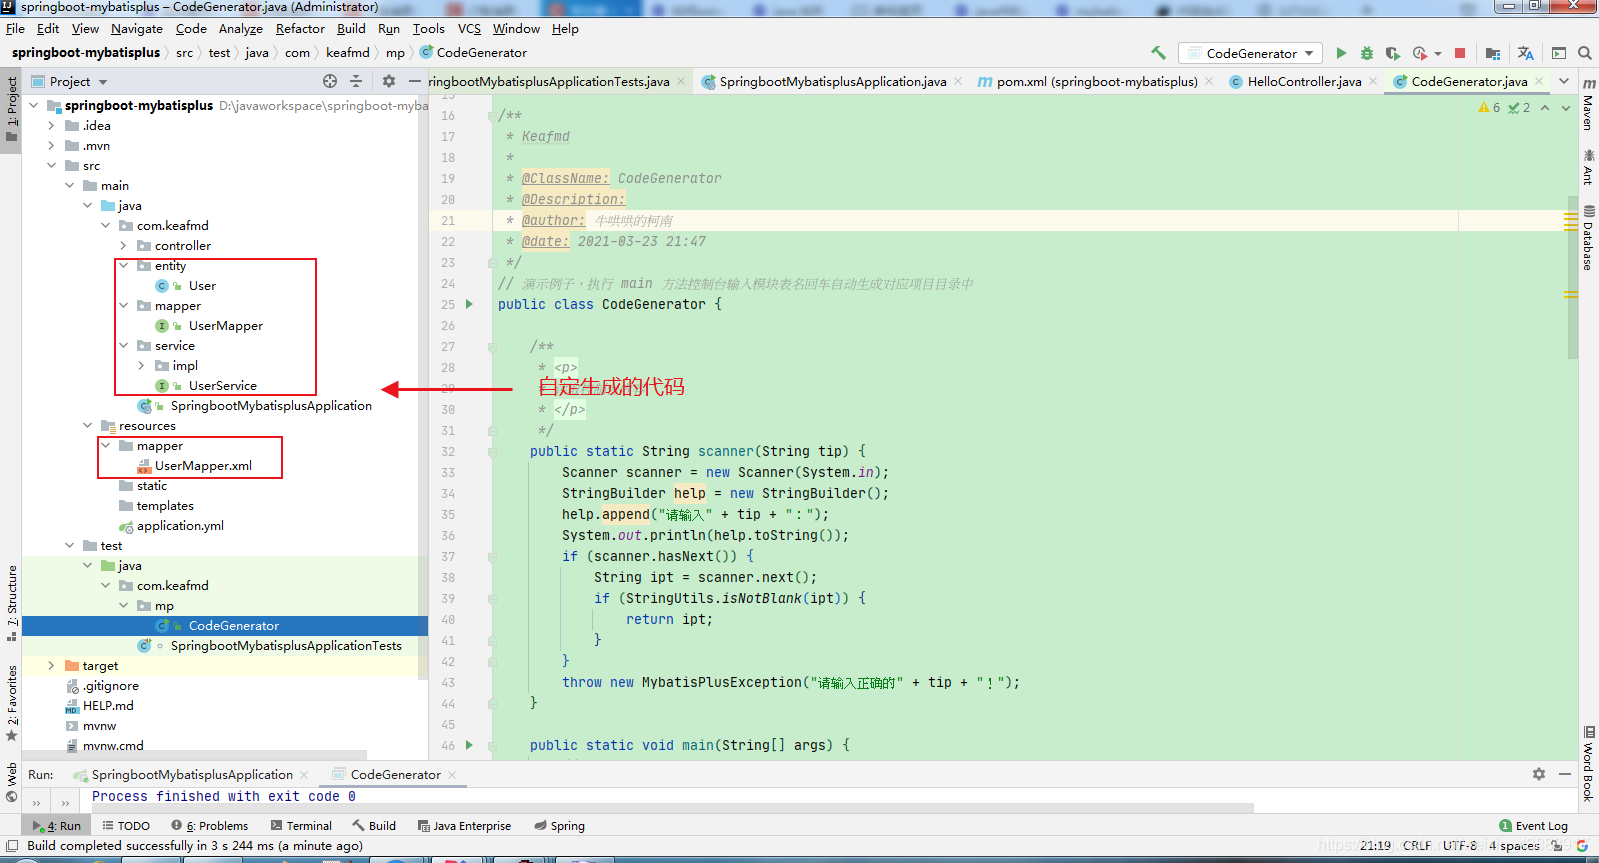 springboot-mybatisplus – CodeGenerator.java (Administrator)
File Edit View Navigate Code Analyze Refactor Build Run Tools VCS Window Help
springboot-mybatisplus src test java com keafmd mp CodeGenerator
CodeGenerator
Project
ringbootMybatisplusApplicationTests.java SpringbootMybatisplusApplication.java pom.xml (springboot-mybatisplus) HelloController.java CodeGenerator.java
springboot-mybatisplus D:\javaworkspace\springboot-myba
.idea
.mvn
src
main
java
com.keafmd
controller
entity
User
mapper
UserMapper
service
impl
UserService
SpringbootMybatisplusApplication
resources
mapper
UserMapper.xml
static
templates
application.yml
test
java
com.keafmd
mp
CodeGenerator
SpringbootMybatisplusApplicationTests
target
.gitignore
HELP.md
mvnw
mvnw.cmd
6 2
15
16 /**
17 * Keafmd
18 *
19 * @ClassName: CodeGenerator
20 * @Description:
21 * @author: 牛哄哄的柯南
22 * @date: 2021-03-23 21:47
23 */
24 // 演示例子，执行 main 方法控制台输入模块表名回车自动生成对应项目目录中
25 public class CodeGenerator {
26
27 /**
28 * <p>
自定生成的代码
30 * </p>
31 */
32 public static String scanner(String tip) {
33 Scanner scanner = new Scanner(System.in);
34 StringBuilder help = new StringBuilder();
35 help.append("请输入" + tip + "：");
36 System.out.println(help.toString());
37 if (scanner.hasNext()) {
38 String ipt = scanner.next();
39 if (StringUtils.isNotBlank(ipt)) {
40 return ipt;
41 }
42 }
43 throw new MybatisPlusException("请输入正确的" + tip + "！");
44 }
45
46 public static void main(String[] args) {
1: Project
7: Structure
2: Favorites
Web
Maven
Ant
Database
Word Book
Run: SpringbootMybatisplusApplication CodeGenerator
Process finished with exit code 0
4: Run TODO 6: Problems Terminal Build Java Enterprise Spring 1 Event Log
Build completed successfully in 3 s 244 ms (a minute ago) 21:19 CRLF UTF-8 4 spaces